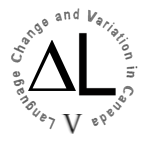 Language Change and Variation in Canada
ΔL
V